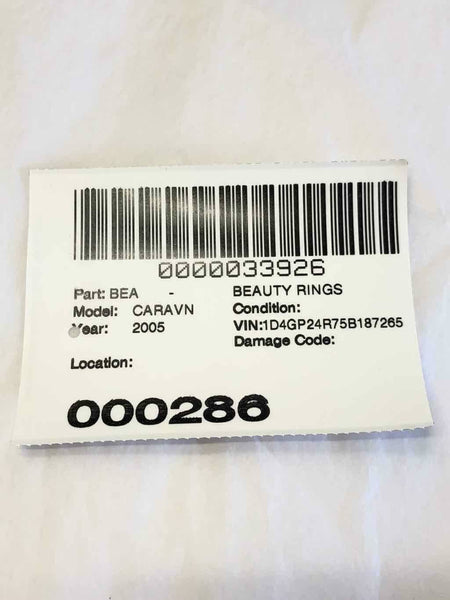 0000033926
Part: BEA - BEAUTY RINGS
Model: CARAVN Condition:
Year: 2005 VIN:1D4GP24R75B187265
Damage Code:
Location:
000286